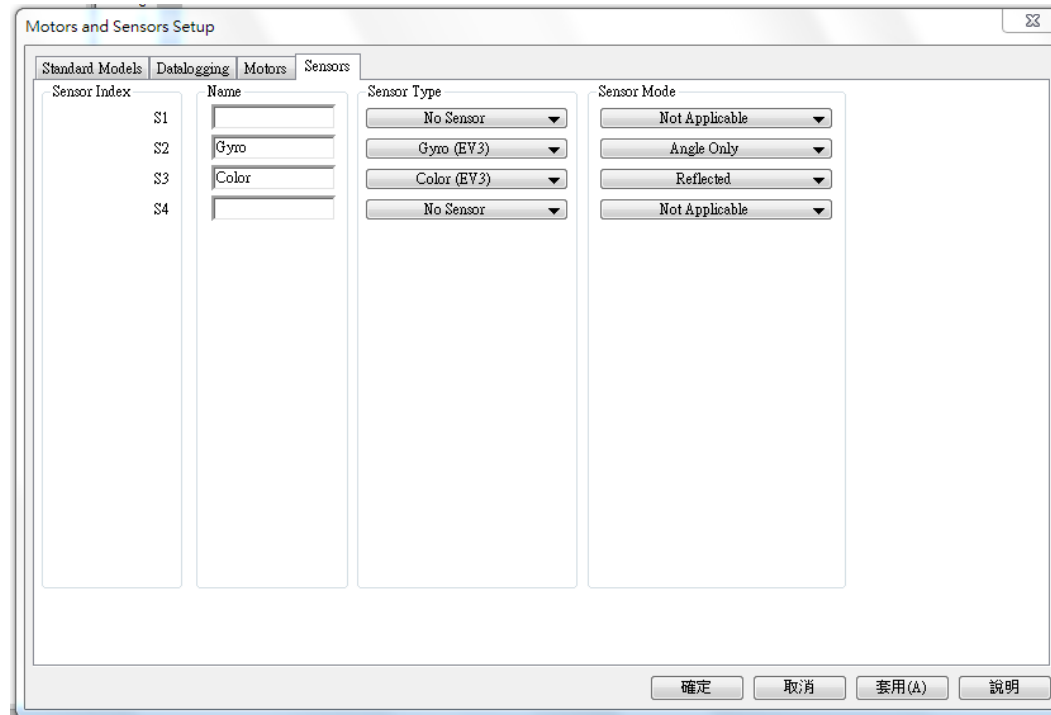 Motors and Sensors Setup
Standard Models Datalogging Motors Sensors
Sensor Index Name Sensor Type Sensor Mode
S1 No Sensor Not Applicable
S2 Gyro Gyro (EV3) Angle Only
S3 Color Color (EV3) Reflected
S4 No Sensor Not Applicable
確定 取消 套用(A) 說明